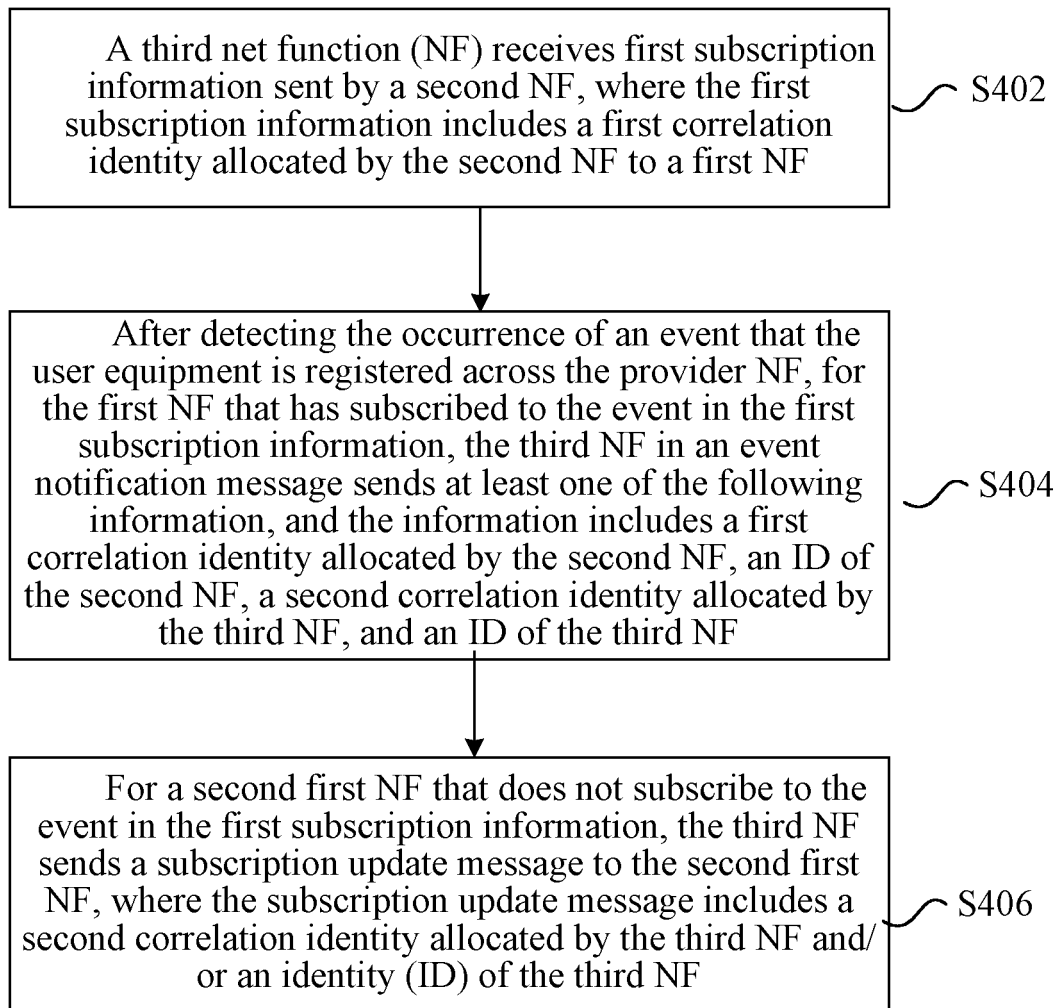 A third net function (NF) receives first subscription
information sent by a second NF, where the first
subscription information includes a first correlation
identity allocated by the second NF to a first NF
S402
After detecting the occurrence of an event that the
user equipment is registered across the provider NF, for
the first NF that has subscribed to the event in the first
subscription information, the third NF in an event
notification message sends at least one of the following
information, and the information includes a first
correlation identity allocated by the second NF, an ID of
the second NF, a second correlation identity allocated by
the third NF, and an ID of the third NF
S404
For a second first NF that does not subscribe to the
event in the first subscription information, the third NF
sends a subscription update message to the second first
NF, where the subscription update message includes a
second correlation identity allocated by the third NF and/
or an identity (ID) of the third NF
S406